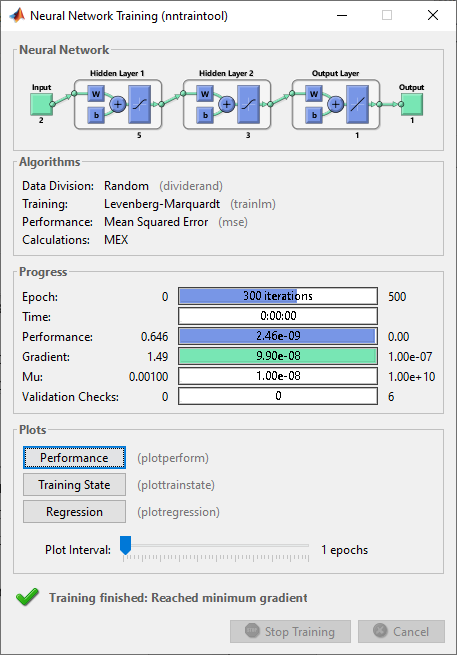 Neural Network Training (nntraintool)
Neural Network
Hidden Layer 1 Hidden Layer 2 Output Layer
Input Output
W W W
b b b
+ + +
2 5 3 1 1
Algorithms
Data Division: Random (dividerand)
Training: Levenberg-Marquardt (trainlm)
Performance: Mean Squared Error (mse)
Calculations: MEX
Progress
Epoch: 0 300 iterations 500
Time: 0:00:00
Performance: 0.646 2.46e-09 0.00
Gradient: 1.49 9.90e-08 1.00e-07
Mu: 0.00100 1.00e-08 1.00e+10
Validation Checks: 0 0 6
Plots
Performance (plotperform)
Training State (plottrainstate)
Regression (plotregression)
Plot Interval: 1 epochs
Training finished: Reached minimum gradient
Stop Training Cancel